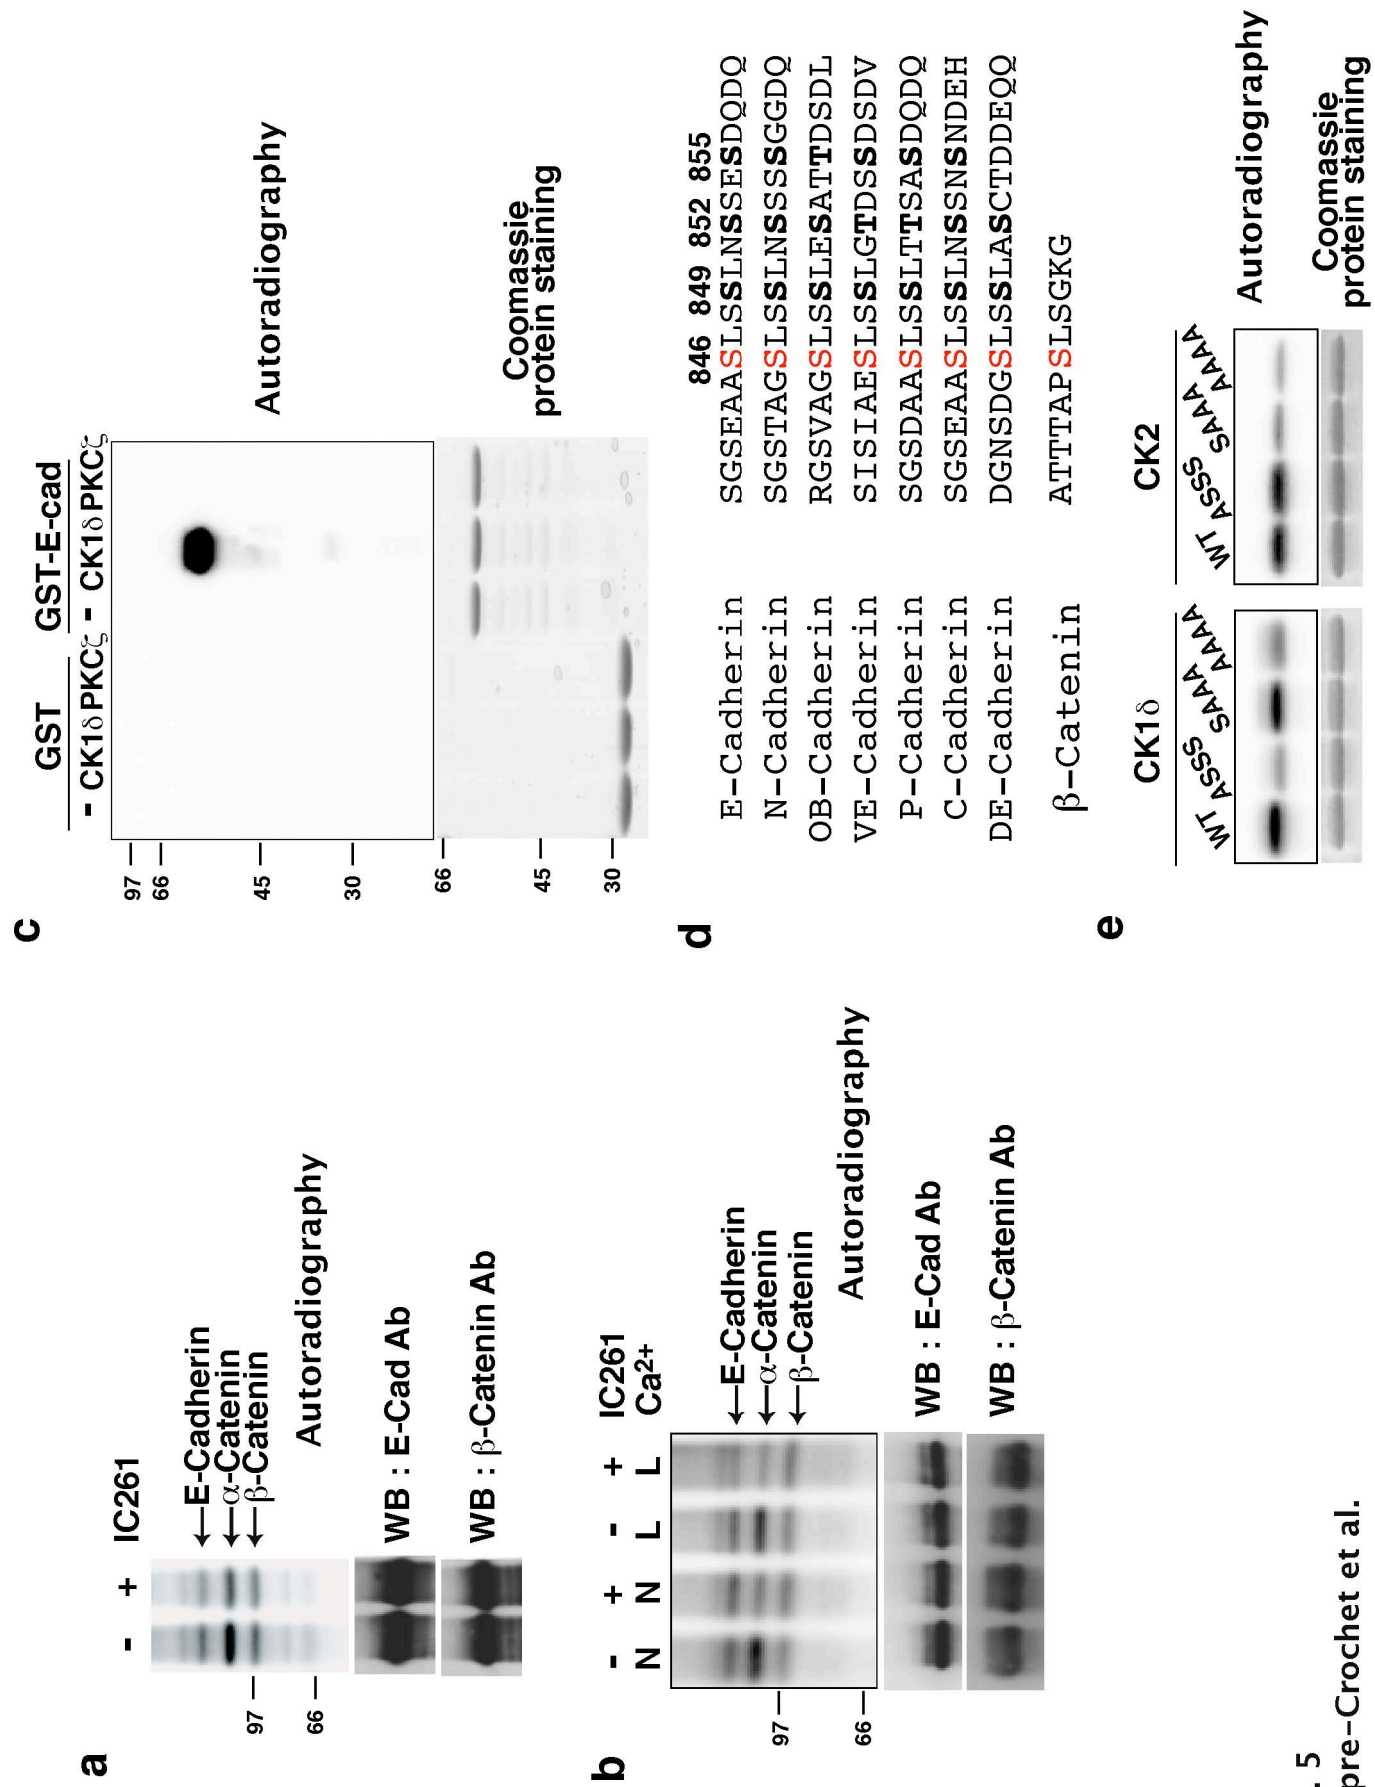 a
- + IC261
E-Cadherin
α-Catenin
97 β-Catenin
66
Autoradiography
WB : E-Cad Ab
WB : β-Catenin Ab
b
- + - + IC261
N N L L Ca2+
E-Cadherin
α-Catenin
97 β-Catenin
66
Autoradiography
WB : E-Cad Ab
WB : β-Catenin Ab
c
GST GST-E-cad
- CK1δ PKCζ - CK1δ PKCζ
97
66
45
30
Autoradiography
66
45
30
Coomassie
protein staining
d
846 849 852 855
E-Cadherin SGSEAASLSSLNSSESDQDQ
N-Cadherin SGSTAGSLSSLNSSSSGGDQ
OB-Cadherin RGSVAGSLSSLESATTDSDL
VE-Cadherin SISIAESLSSLGTDSSDSDV
P-Cadherin SGSDAASLSSLTTSASDQDQ
C-Cadherin SGSEAASLSSLNSSNSNDEH
DE-Cadherin DGNSDGSLSSLASCTDDEQQ
β-Catenin ATTTAPSLSGKG
e
CK1δ CK2
WT ASSS SAAA AAAA WT ASSS SAAA AAAA
Autoradiography
Coomassie
protein staining
. 5
pre-Crochet et al.